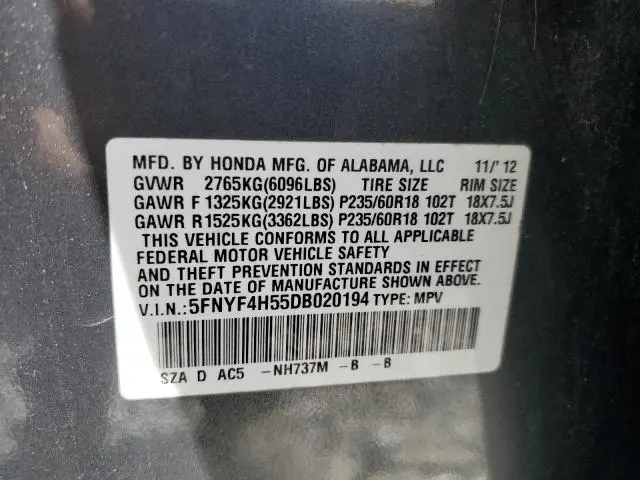 MFD. BY HONDA MFG. OF ALABAMA, LLC 11/'12
GVWR 2765KG(6096LBS) TIRE SIZE RIM SIZE
GAWR F 1325KG(2921LBS) P235/60R18 102T 18X7.5J
GAWR R1525KG(3362LBS) P235/60R18 102T 18X7.5J
THIS VEHICLE CONFORMS TO ALL APPLICABLE
FEDERAL MOTOR VEHICLE SAFETY
AND THEFT PREVENTION STANDARDS IN EFFECT
ON THE DATE OF MANUFACTURE SHOWN ABOVE.
V.I.N.:5FNYF4H55DB020194 TYPE: MPV
SZA D AC5 -NH737M -B -B